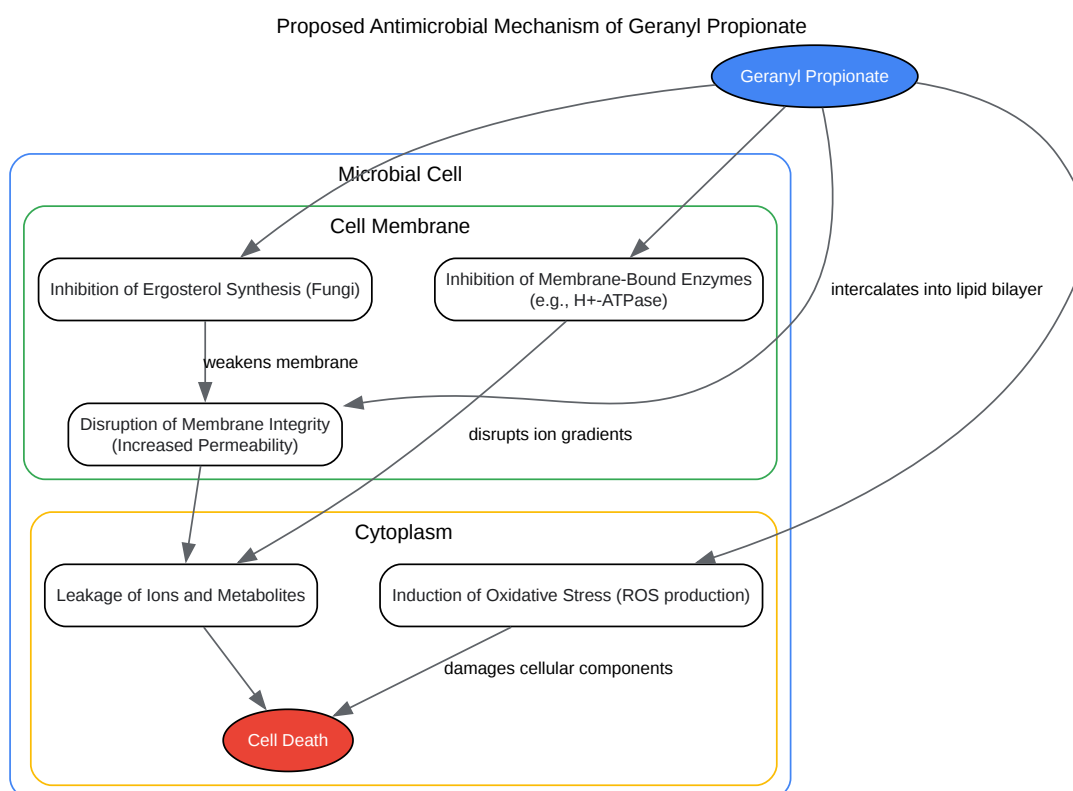 Proposed Antimicrobial Mechanism of Geranyl Propionate
Geranyl Propionate
Microbial Cell
Cell Membrane
Inhibition of Ergosterol Synthesis (Fungi)
Inhibition of Membrane-Bound Enzymes
(e.g., H+-ATPase)
intercalates into lipid bilayer
weakens membrane
Disruption of Membrane Integrity
(Increased Permeability)
disrupts ion gradients
Cytoplasm
Leakage of Ions and Metabolites
Induction of Oxidative Stress (ROS production)
damages cellular components
Cell Death